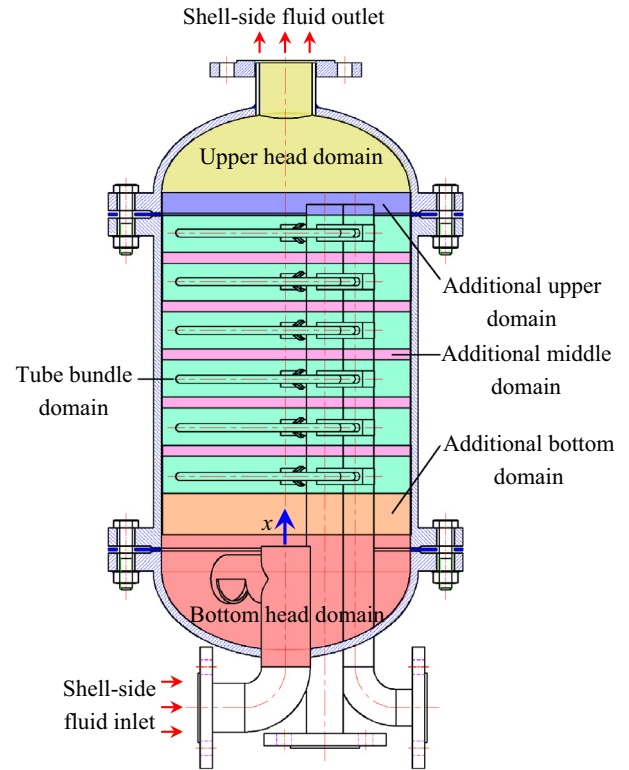 Shell-side fluid outlet
Upper head domain
Additional upper
domain
Additional middle
domain
Tube bundle
domain
Additional bottom
domain
x
Bottom head domain
Shell-side
fluid inlet